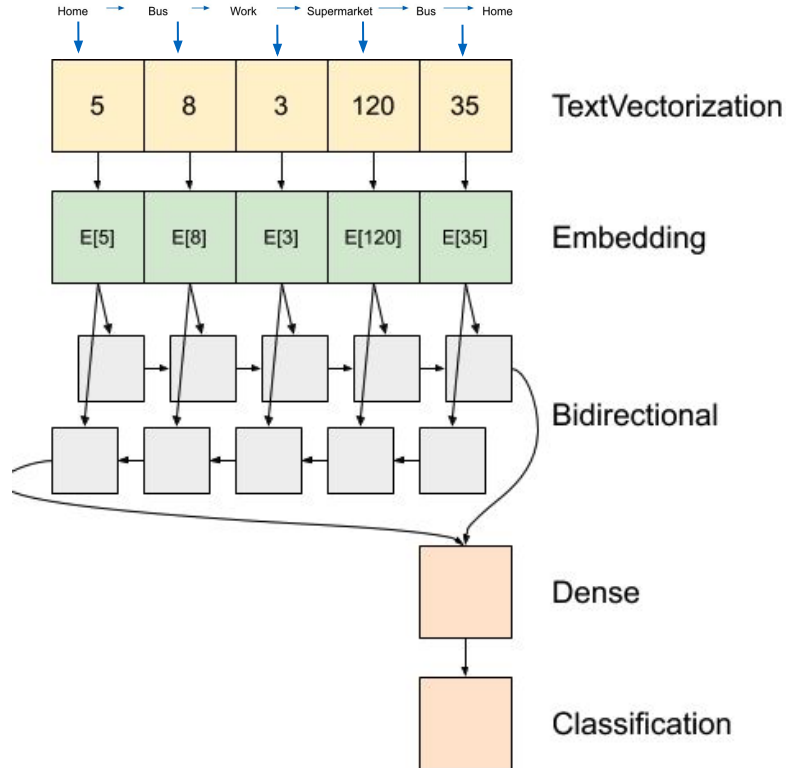 Home Bus Work Supermarket Bus Home
5 8 3 120 35 TextVectorization
E[5] E[8] E[3] E[120] E[35] Embedding
Bidirectional
Dense
Classification